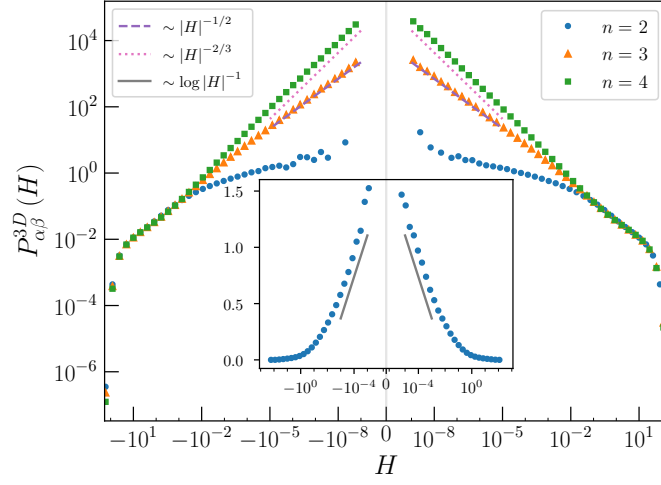 10^4
10^2
10^0
10^{-2}
10^{-4}
10^{-6}
P^{3D}_{αβ}(H)
∼ |H|^{-1/2}
∼ |H|^{-2/3}
∼ log |H|^{-1}
n = 2
n = 3
n = 4
1.5
1.0
0.5
0.0
−10^0
−10^{-4}
10^{-4}
10^0
−10^1
−10^{-2}
−10^{-5}
−10^{-8}
0
10^{-8}
10^{-5}
10^{-2}
10^1
H